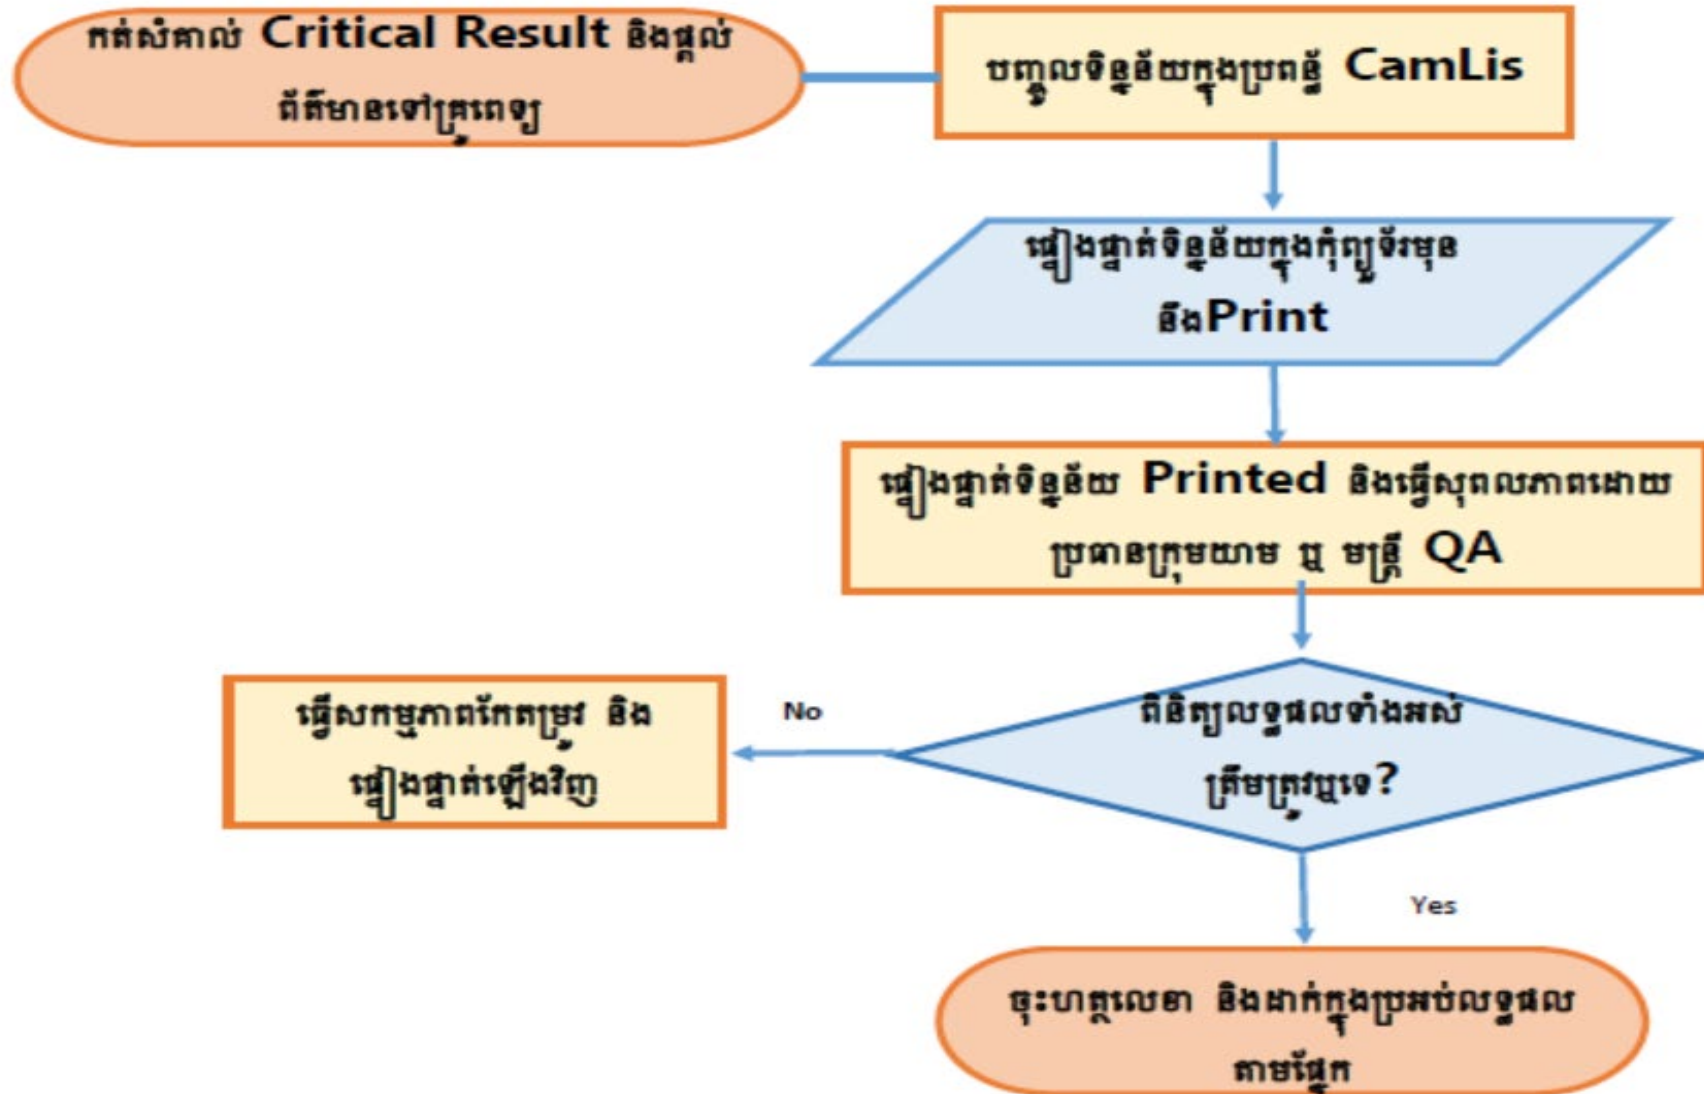 កត់សំគាល់ Critical Result និងផ្តល់
ព័ត៌មានទៅគ្រូពេទ្យ
បញ្ចូលទិន្នន័យក្នុងប្រពន្ធ័ CamLis
ផ្ទៀងផ្ទាត់ទិន្នន័យក្នុងកុំព្យូទ័រមុន
នឹងPrint
ផ្ទៀងផ្ទាត់ទិន្នន័យ Printed និងធ្វើសុពលភាពដោយ
ប្រធានក្រុមយាម ឬ មន្ត្រី QA
ពិនិត្យលទ្ធផលទាំងអស់
ត្រឹមត្រូវឬទេ?
No
ធ្វើសកម្មភាពកែតម្រូវ និង
ផ្ទៀងផ្ទាត់ឡើងវិញ
Yes
ចុះហត្ថលេខា និងដាក់ក្នុងប្រអប់លទ្ធផល
តាមផ្នែក